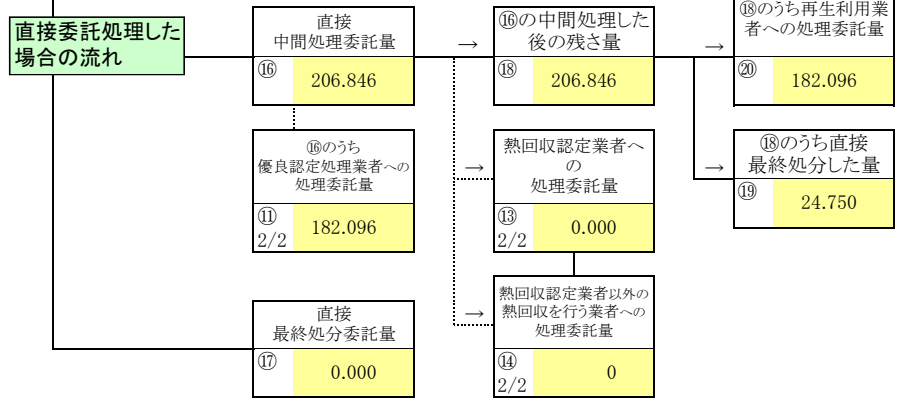 直接委託処理した
場合の流れ
直接
中間処理委託量
⑯
206.846
→
⑯の中間処理した
後の残さ量
⑱
206.846
→
⑱のうち再生利用業
者への処理委託量
⑳
182.096
⑯のうち
優良認定処理業者への
処理委託量
⑪
2/2
182.096
→
熱回収認定業者へ
の
処理委託量
⑬
2/2
0.000
→
⑱のうち直接
最終処分した量
⑲
24.750
直接
最終処分委託量
⑰
0.000
→
熱回収認定業者以外の
熱回収を行う業者への
処理委託量
⑭
2/2
0